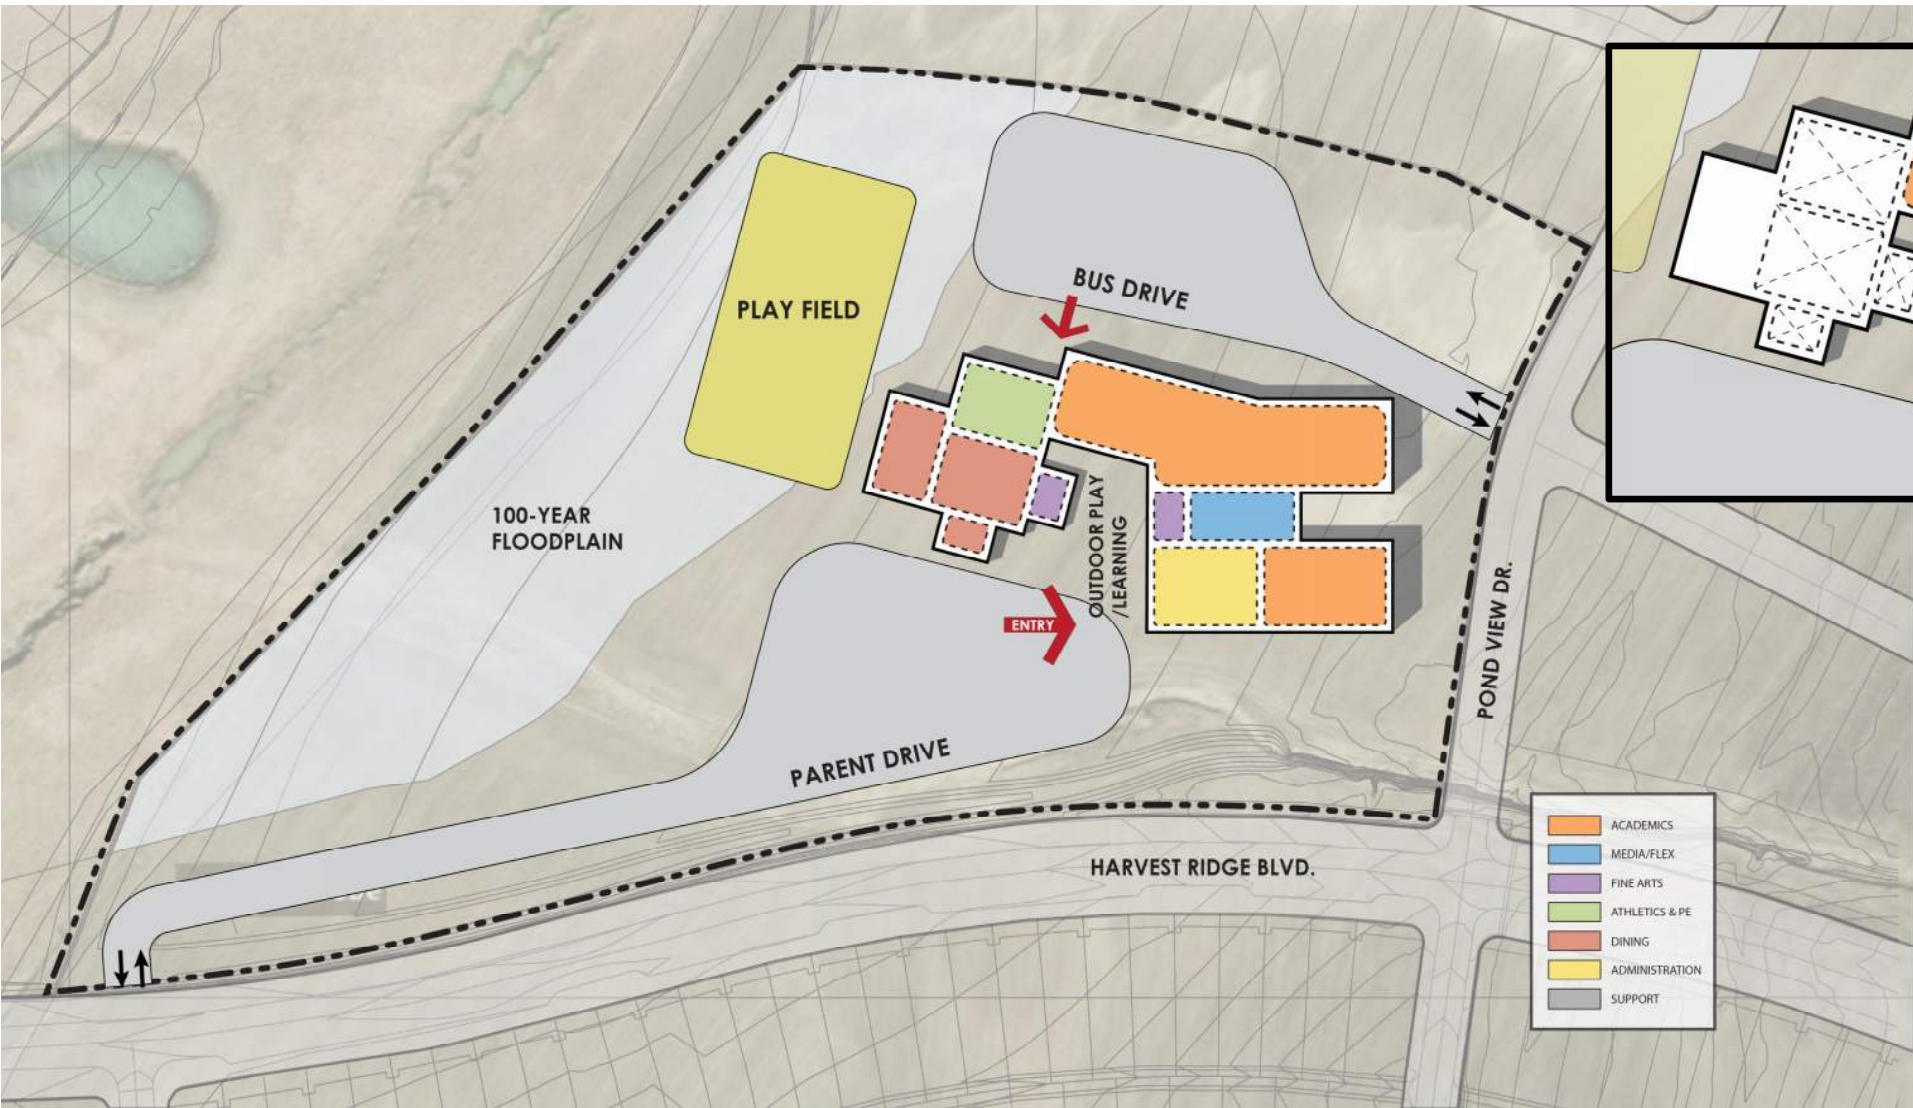 BUS DRIVE
PLAY FIELD
100-YEAR
FLOODPLAIN
OUTDOOR PLAY
/LEARNING
ENTRY
POND VIEW DR.
PARENT DRIVE
HARVEST RIDGE BLVD.
ACADEMICS
MEDIA/FLEX
FINE ARTS
ATHLETICS & PE
DINING
ADMINISTRATION
SUPPORT